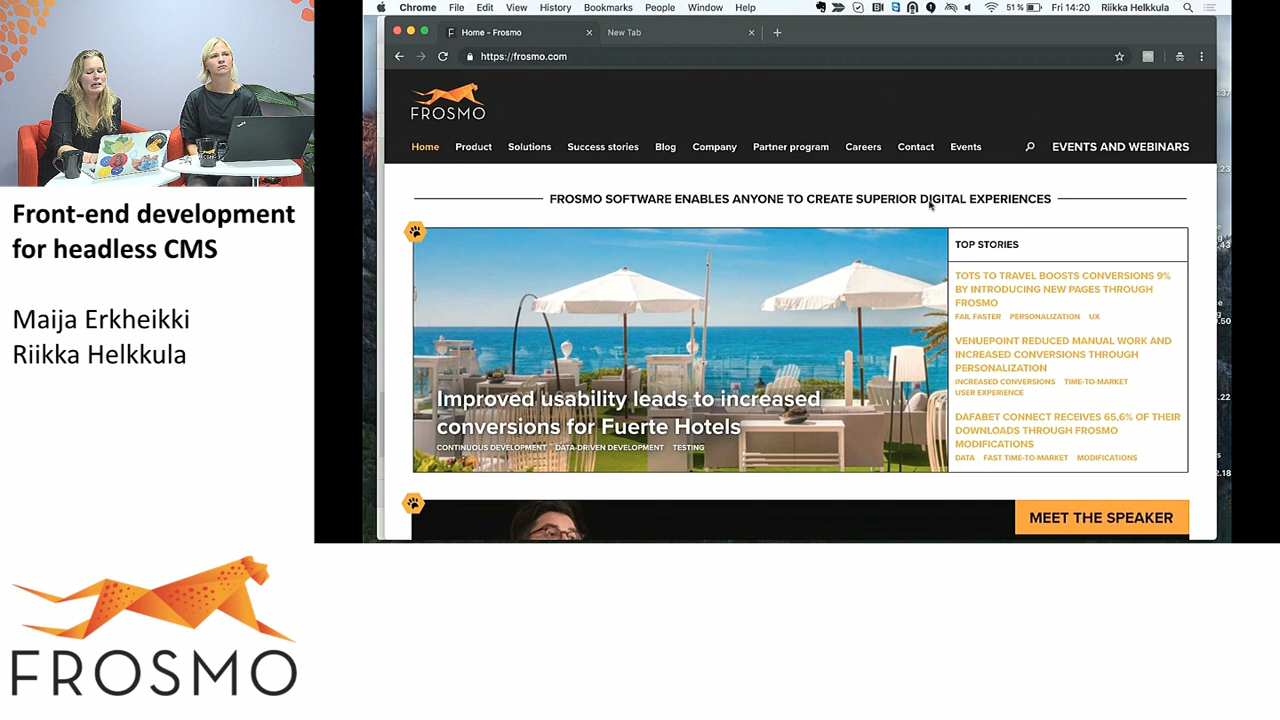 Chrome File Edit View History Bookmarks People Window Help 51% Fri 14:20 Riikka Helkkula
Home - Frosmo
New Tab
https://frosmo.com
FROSMO
Home Product Solutions Success stories Blog Company Partner program Careers Contact Events EVENTS AND WEBINARS
FROSMO SOFTWARE ENABLES ANYONE TO CREATE SUPERIOR DIGITAL EXPERIENCES
Improved usability leads to increased
conversions for Fuerte Hotels
CONTINUOUS DEVELOPMENT DATA-DRIVEN DEVELOPMENT TESTING
TOP STORIES
TOTS TO TRAVEL BOOSTS CONVERSIONS 9%
BY INTRODUCING NEW PAGES THROUGH
FROSMO
FAIL FASTER PERSONALIZATION UX
VENUEPOINT REDUCED MANUAL WORK AND
INCREASED CONVERSIONS THROUGH
PERSONALIZATION
INCREASED CONVERSIONS TIME-TO-MARKET
USER EXPERIENCE
DAFABET CONNECT RECEIVES 65,6% OF THEIR
DOWNLOADS THROUGH FROSMO
MODIFICATIONS
DATA FAST TIME-TO-MARKET MODIFICATIONS
MEET THE SPEAKER
Front-end development
for headless CMS
Maija Erkheikki
Riikka Helkkula
FROSMO